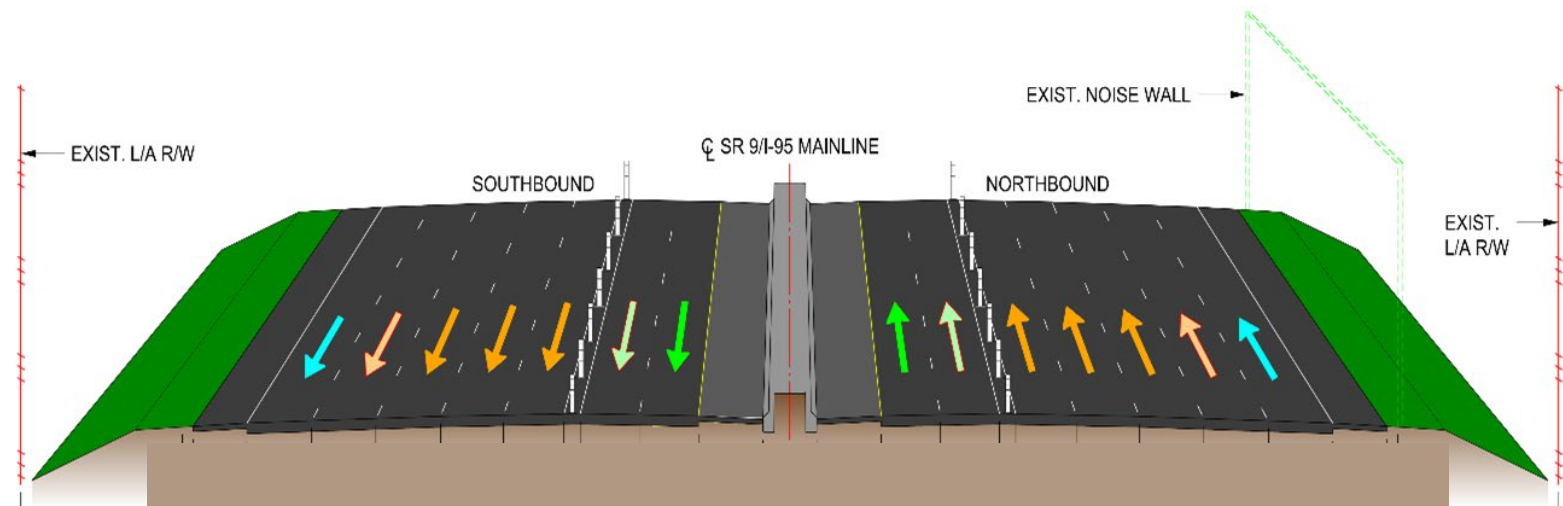 EXIST. NOISE WALL
EXIST. L/A R/W
℄ SR 9/I-95 MAINLINE
SOUTHBOUND
NORTHBOUND
EXIST.
L/A R/W